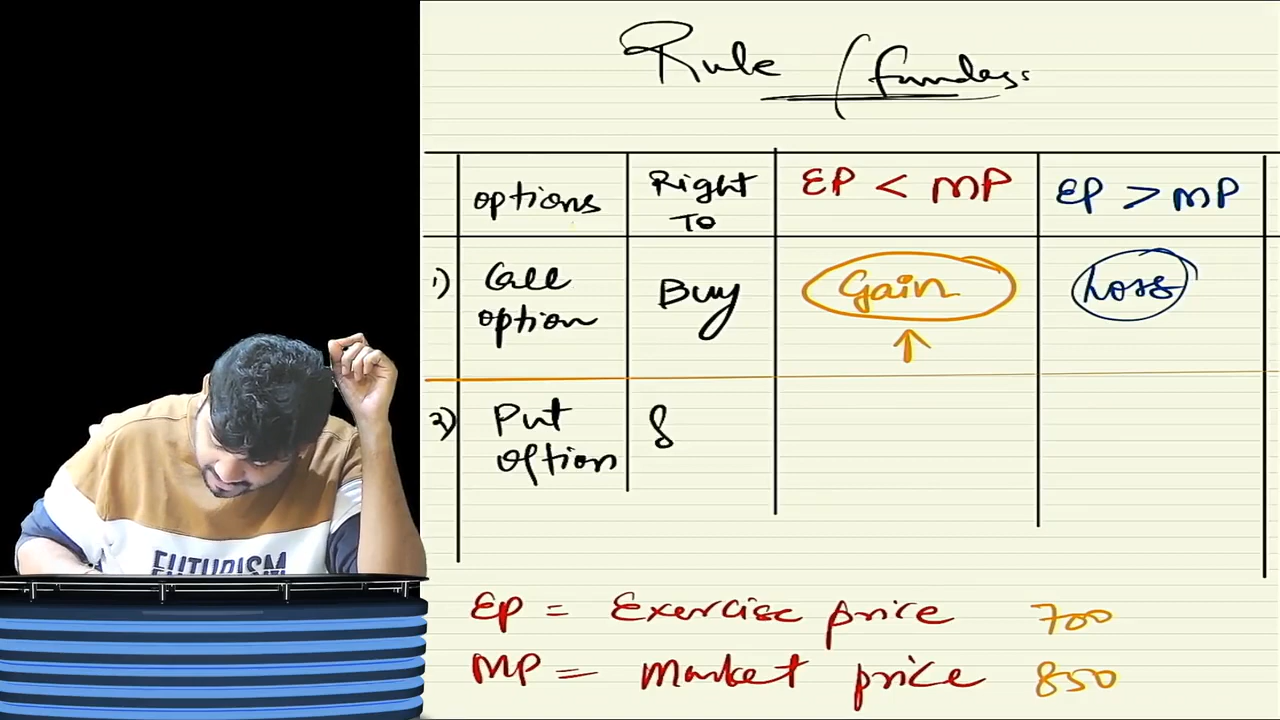 Rule / fundas:
options
Right To
EP < MP
EP > MP
1) Call option
Buy
Gain
Loss
2) Put option
S
EP = Exercise price 700
MP = Market price 850
FUTURISM